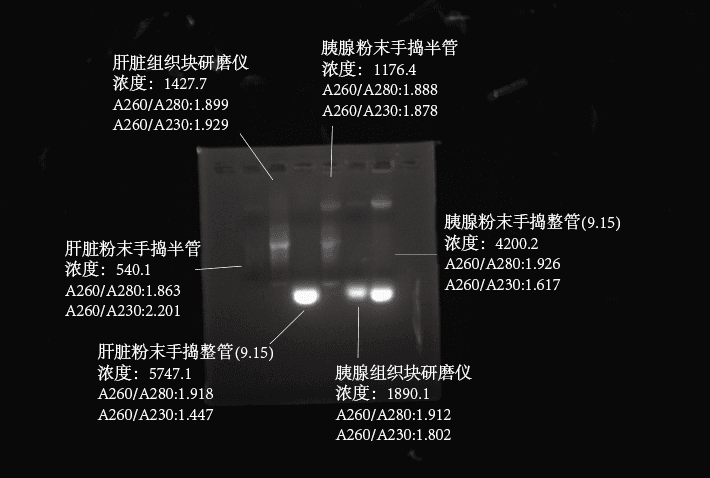 肝脏组织块研磨仪
浓度：1427.7
A260/A280:1.899
A260/A230:1.929
胰腺粉末手捣半管
浓度：1176.4
A260/A280:1.888
A260/A230:1.878
胰腺粉末手捣整管(9.15)
浓度：4200.2
A260/A280:1.926
A260/A230:1.617
肝脏粉末手捣半管
浓度：540.1
A260/A280:1.863
A260/A230:2.201
肝脏粉末手捣整管(9.15)
浓度：5747.1
A260/A280:1.918
A260/A230:1.447
胰腺组织块研磨仪
浓度：1890.1
A260/A280:1.912
A260/A230:1.802